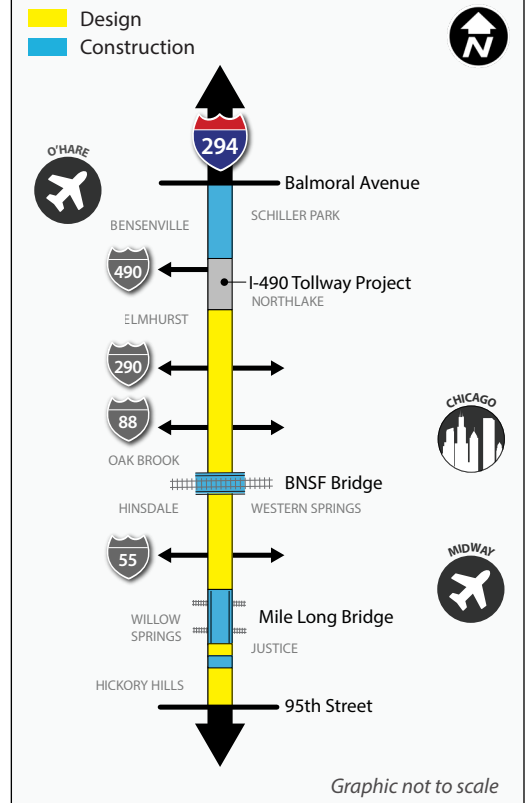 Design
Construction
N
294
O'HARE
Balmoral Avenue
BENSENVILLE
SCHILLER PARK
490
I-490 Tollway Project
NORTHLAKE
ELMHURST
290
88
CHICAGO
OAK BROOK
BNSF Bridge
HINSDALE
WESTERN SPRINGS
55
MIDWAY
WILLOW
SPRINGS
Mile Long Bridge
JUSTICE
HICKORY HILLS
95th Street
Graphic not to scale